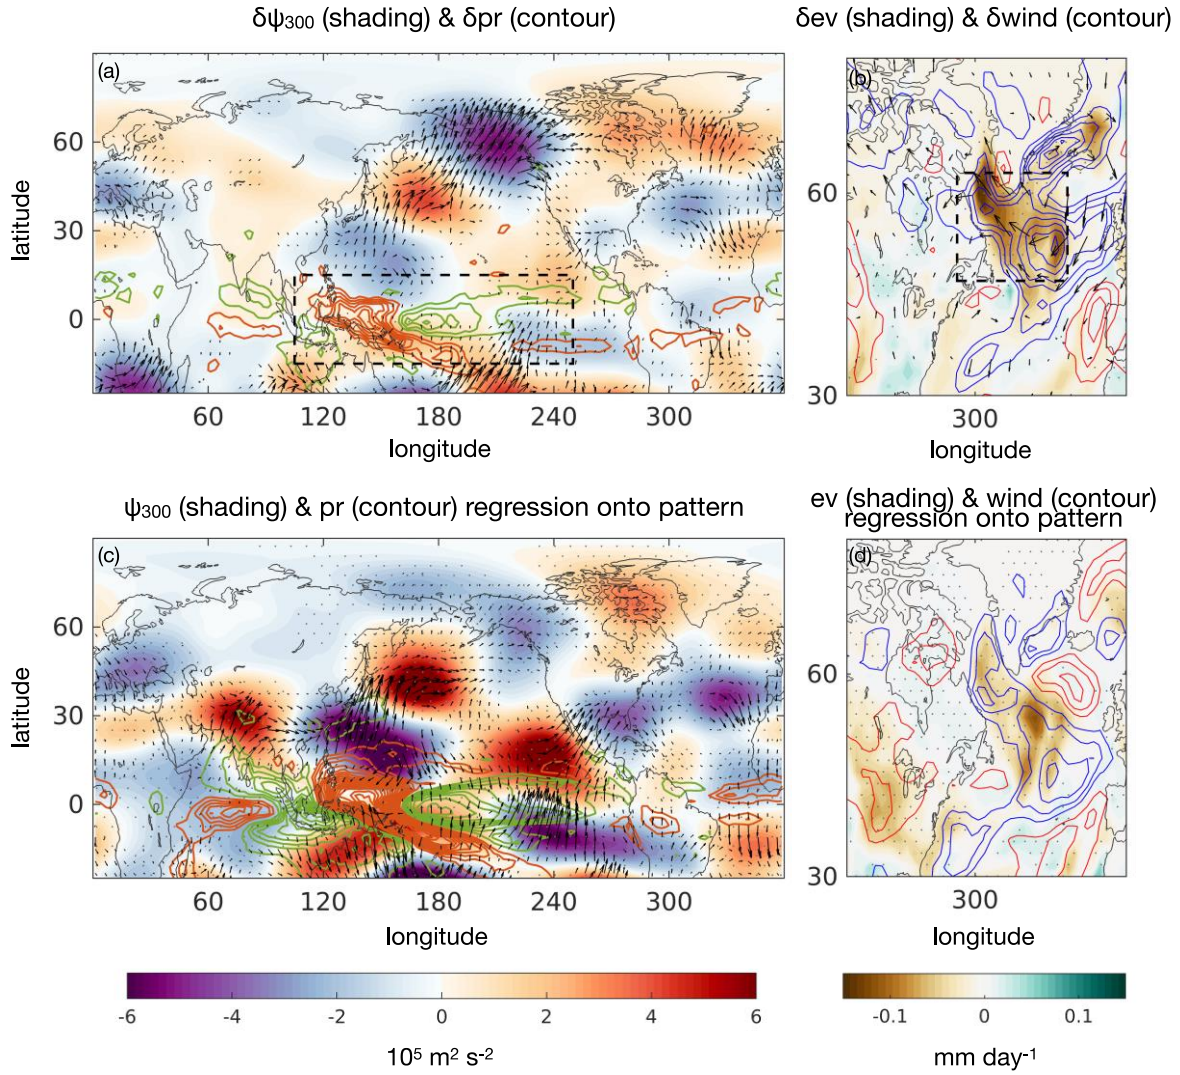 δψ₃₀₀ (shading) & δpr (contour)
δev (shading) & δwind (contour)
(a)
60
30
0
latitude
60 120 180 240 300
longitude
(b)
60
30
300
longitude
ψ₃₀₀ (shading) & pr (contour) regression onto pattern
ev (shading) & wind (contour)
regression onto pattern
(c)
60
30
0
latitude
60 120 180 240 300
longitude
(d)
60
30
300
longitude
-6 -4 -2 0 2 4 6
10⁵ m² s⁻²
-0.1 0 0.1
mm day⁻¹